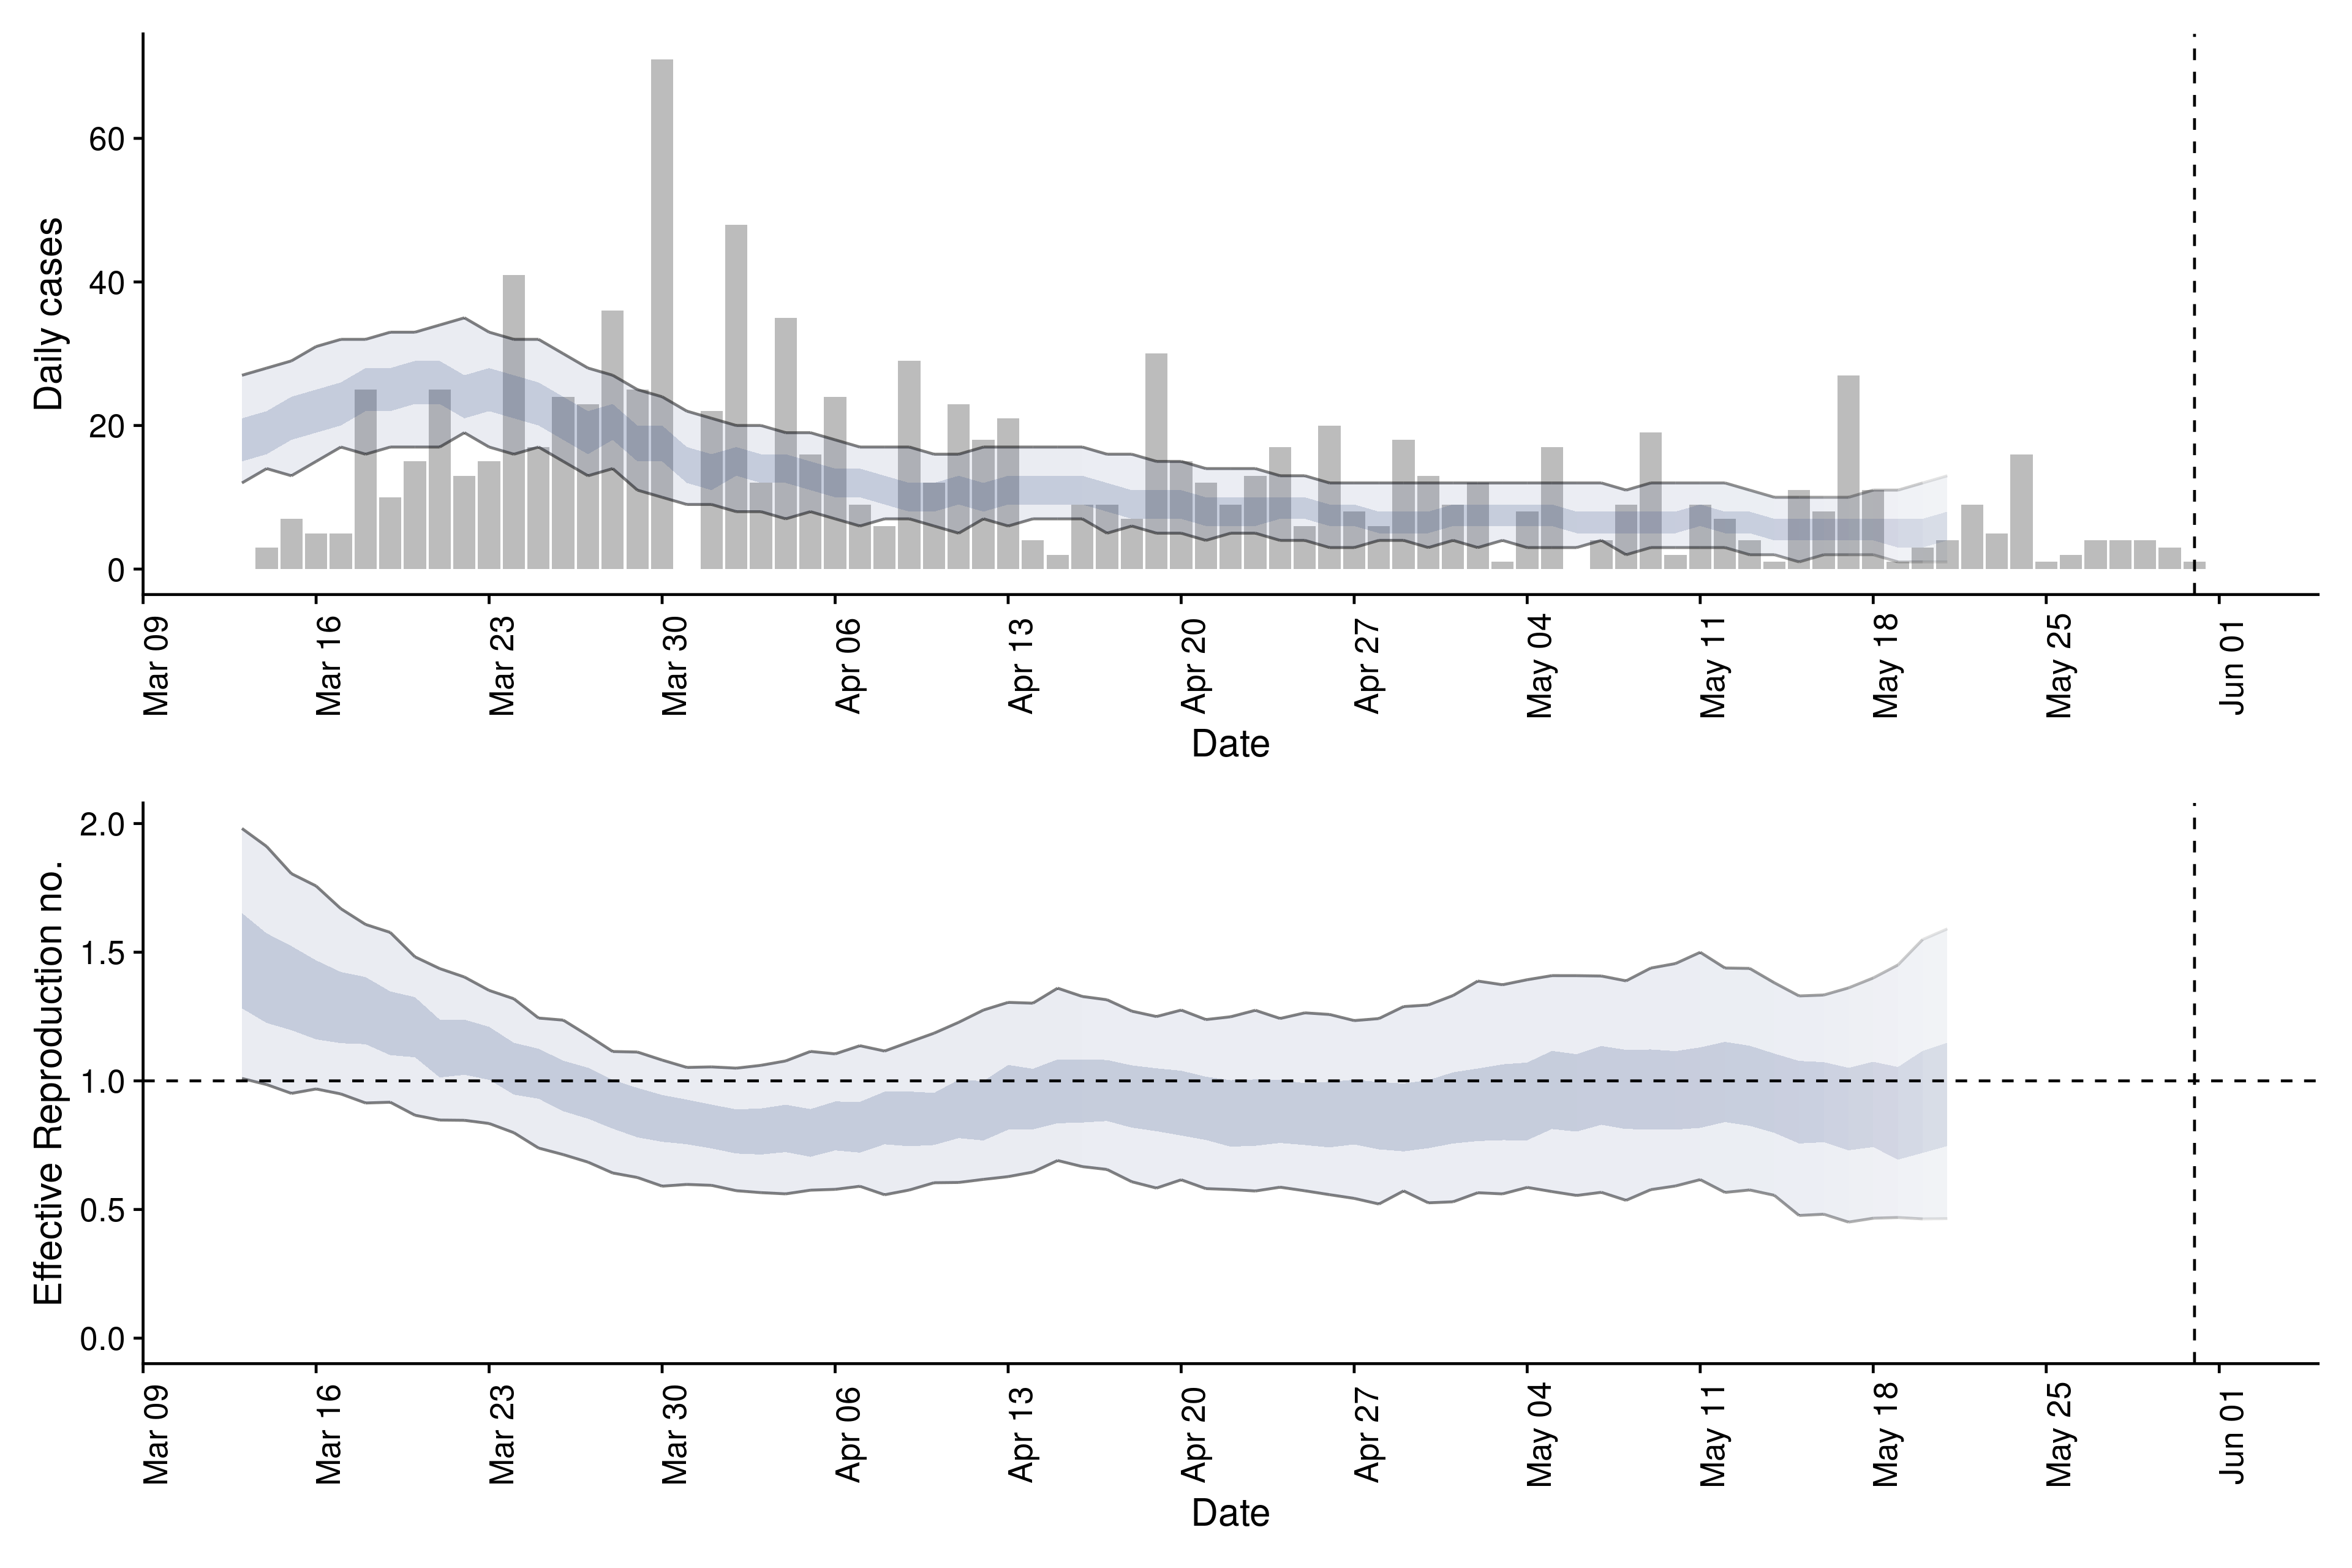 Daily cases
60
40
20
0
Mar 09
Mar 16
Mar 23
Mar 30
Apr 06
Apr 13
Apr 20
Apr 27
May 04
May 11
May 18
May 25
Jun 01
Date
Effective Reproduction no.
2.0
1.5
1.0
0.5
0.0
Mar 09
Mar 16
Mar 23
Mar 30
Apr 06
Apr 13
Apr 20
Apr 27
May 04
May 11
May 18
May 25
Jun 01
Date